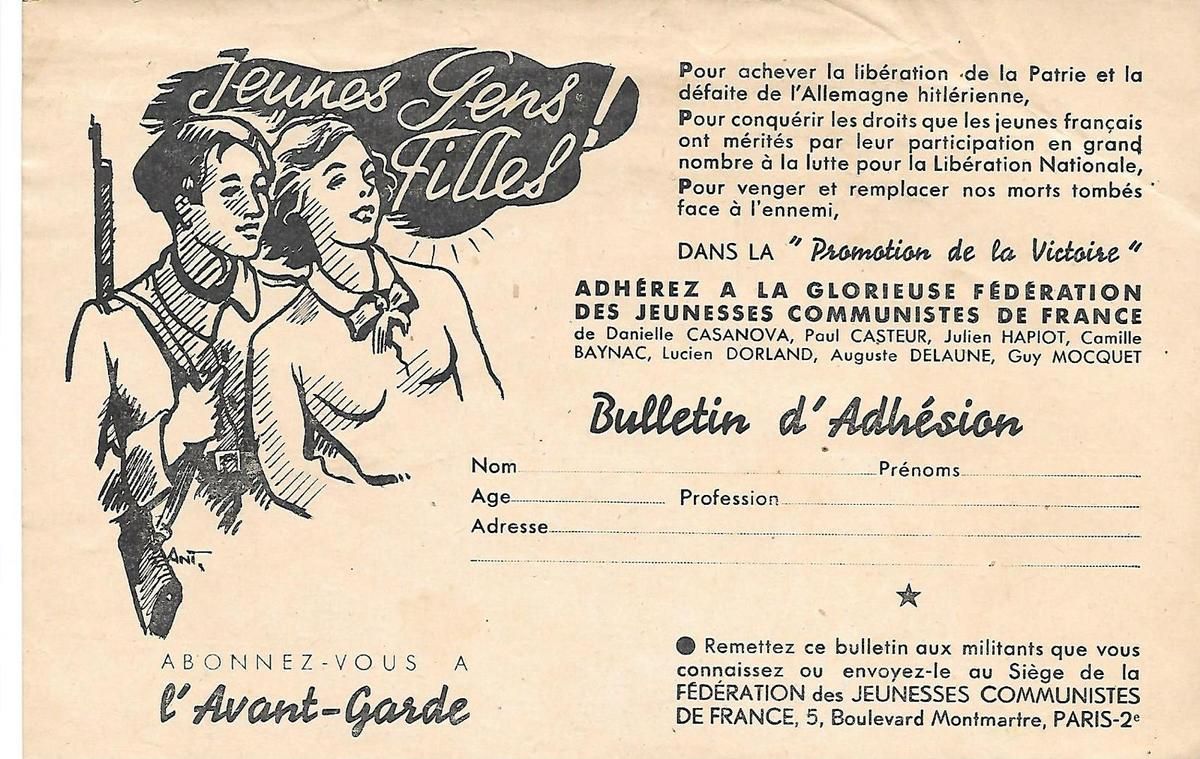 Jeunes Gens !
Filles
Pour achever la libération de la Patrie et la
défaite de l'Allemagne hitlérienne,
Pour conquérir les droits que les jeunes français
ont mérités par leur participation en grand
nombre à la lutte pour la Libération Nationale,
Pour venger et remplacer nos morts tombés
face à l'ennemi,
DANS LA "Promotion de la Victoire"
ADHÉREZ A LA GLORIEUSE FÉDÉRATION
DES JEUNESSES COMMUNISTES DE FRANCE
de Danielle CASANOVA, Paul CASTEUR, Julien HAPIOT, Camille
BAYNAC, Lucien DORLAND, Auguste DELAUNE, Guy MOCQUET
Bulletin d'Adhésion
Nom Prénoms
Age Profession
Adresse
ANT.
ABONNEZ-VOUS A
l'Avant-Garde
Remettez ce bulletin aux militants que vous
connaissez ou envoyez-le au Siège de la
FÉDÉRATION des JEUNESSES COMMUNISTES
DE FRANCE, 5, Boulevard Montmartre, PARIS-2e